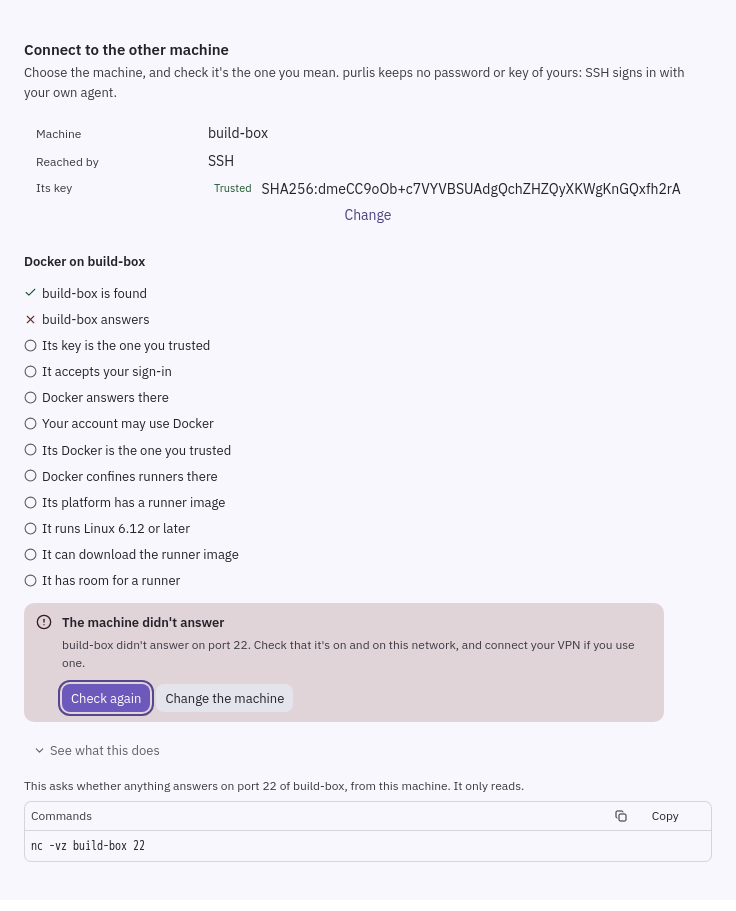 Connect to the other machine
Choose the machine, and check it's the one you mean. purlis keeps no password or key of yours: SSH signs in with
your own agent.
Machine build-box
Reached by SSH
Its key Trusted SHA256:dmeCC9oOb+c7VYVBSUAdgQchZHZQyXKWgKnGQxfh2rA
Change
Docker on build-box
build-box is found
build-box answers
Its key is the one you trusted
It accepts your sign-in
Docker answers there
Your account may use Docker
Its Docker is the one you trusted
Docker confines runners there
Its platform has a runner image
It runs Linux 6.12 or later
It can download the runner image
It has room for a runner
The machine didn't answer
build-box didn't answer on port 22. Check that it's on and on this network, and connect your VPN if you use
one.
Check again Change the machine
See what this does
This asks whether anything answers on port 22 of build-box, from this machine. It only reads.
Commands Copy
nc -vz build-box 22